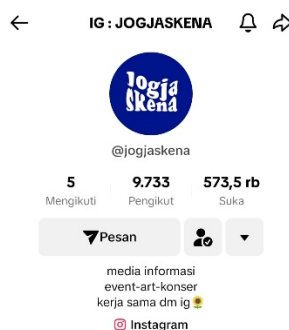 IG : JOGJASKENA
Jogja
Skena
@jogjaskena
5 9.733 573,5 rb
Mengikuti Pengikut Suka
Pesan
media informasi
event-art-konser
kerja sama dm ig🌻
Instagram